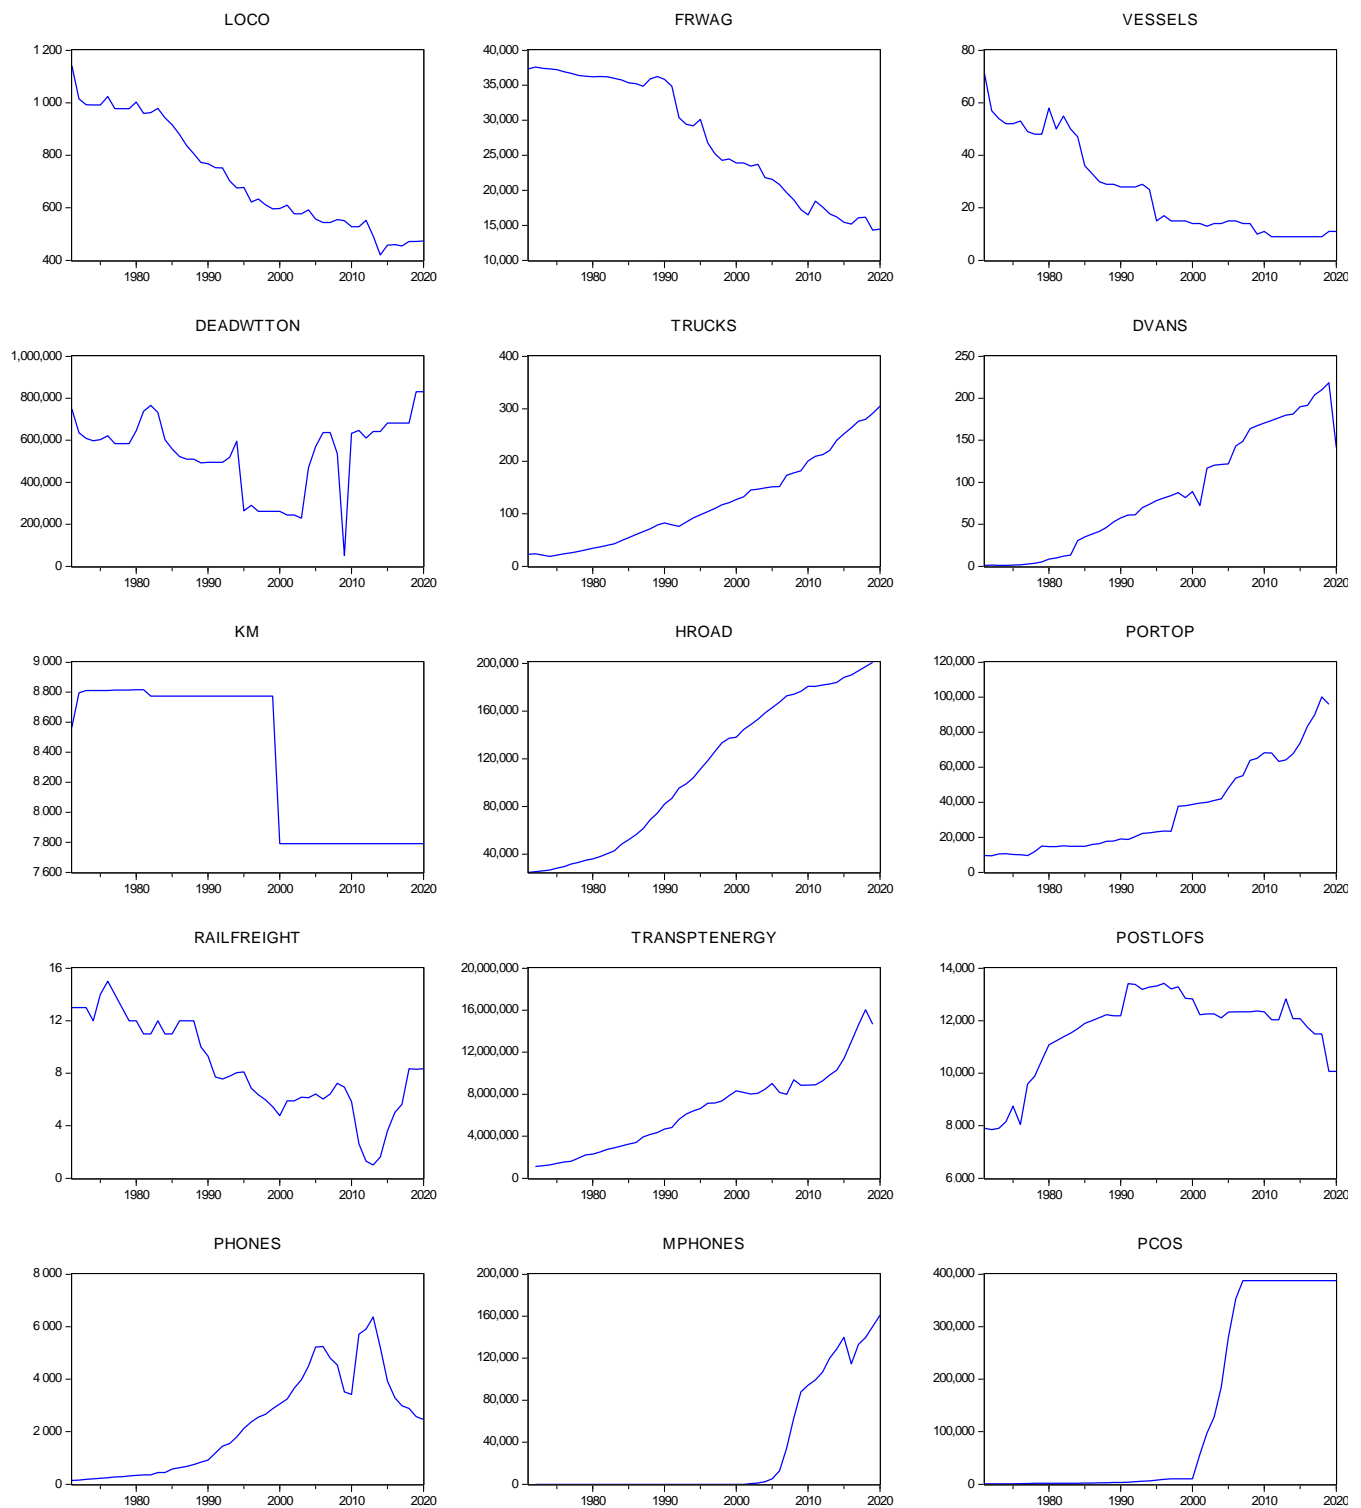 LOCO FRWAG VESSELS
1 200 40,000 80
1 000 35,000 60
800 30,000 40
600 25,000 20
400 20,000 0
15,000
10,000
1980 1990 2000 2010 2020 1980 1990 2000 2010 2020 1980 1990 2000 2010 2020
DEADWTTON TRUCKS DVANS
1,000,000 400 250
800,000 300 200
600,000 200 150
400,000 100 100
200,000 0 50
0 0
1980 1990 2000 2010 2020 1980 1990 2000 2010 2020 1980 1990 2000 2010 2020
KM HROAD PORTOP
9 000 200,000 120,000
8 800 160,000 100,000
8 600 120,000 80,000
8 400 80,000 60,000
8 200 40,000 40,000
8 000 20,000
7 800 0
7 600
1980 1990 2000 2010 2020 1980 1990 2000 2010 2020 1980 1990 2000 2010 2020
RAILFREIGHT TRANSPTENERGY POSTLOFS
16 20,000,000 14,000
12 16,000,000 12,000
8 12,000,000 10,000
4 8,000,000 8,000
0 4,000,000 6,000
0
1980 1990 2000 2010 2020 1980 1990 2000 2010 2020 1980 1990 2000 2010 2020
PHONES MPHONES PCOS
8 000 200,000 400,000
6 000 160,000 300,000
4 000 120,000 200,000
2 000 80,000 100,000
0 40,000 0
0
1980 1990 2000 2010 2020 1980 1990 2000 2010 2020 1980 1990 2000 2010 2020